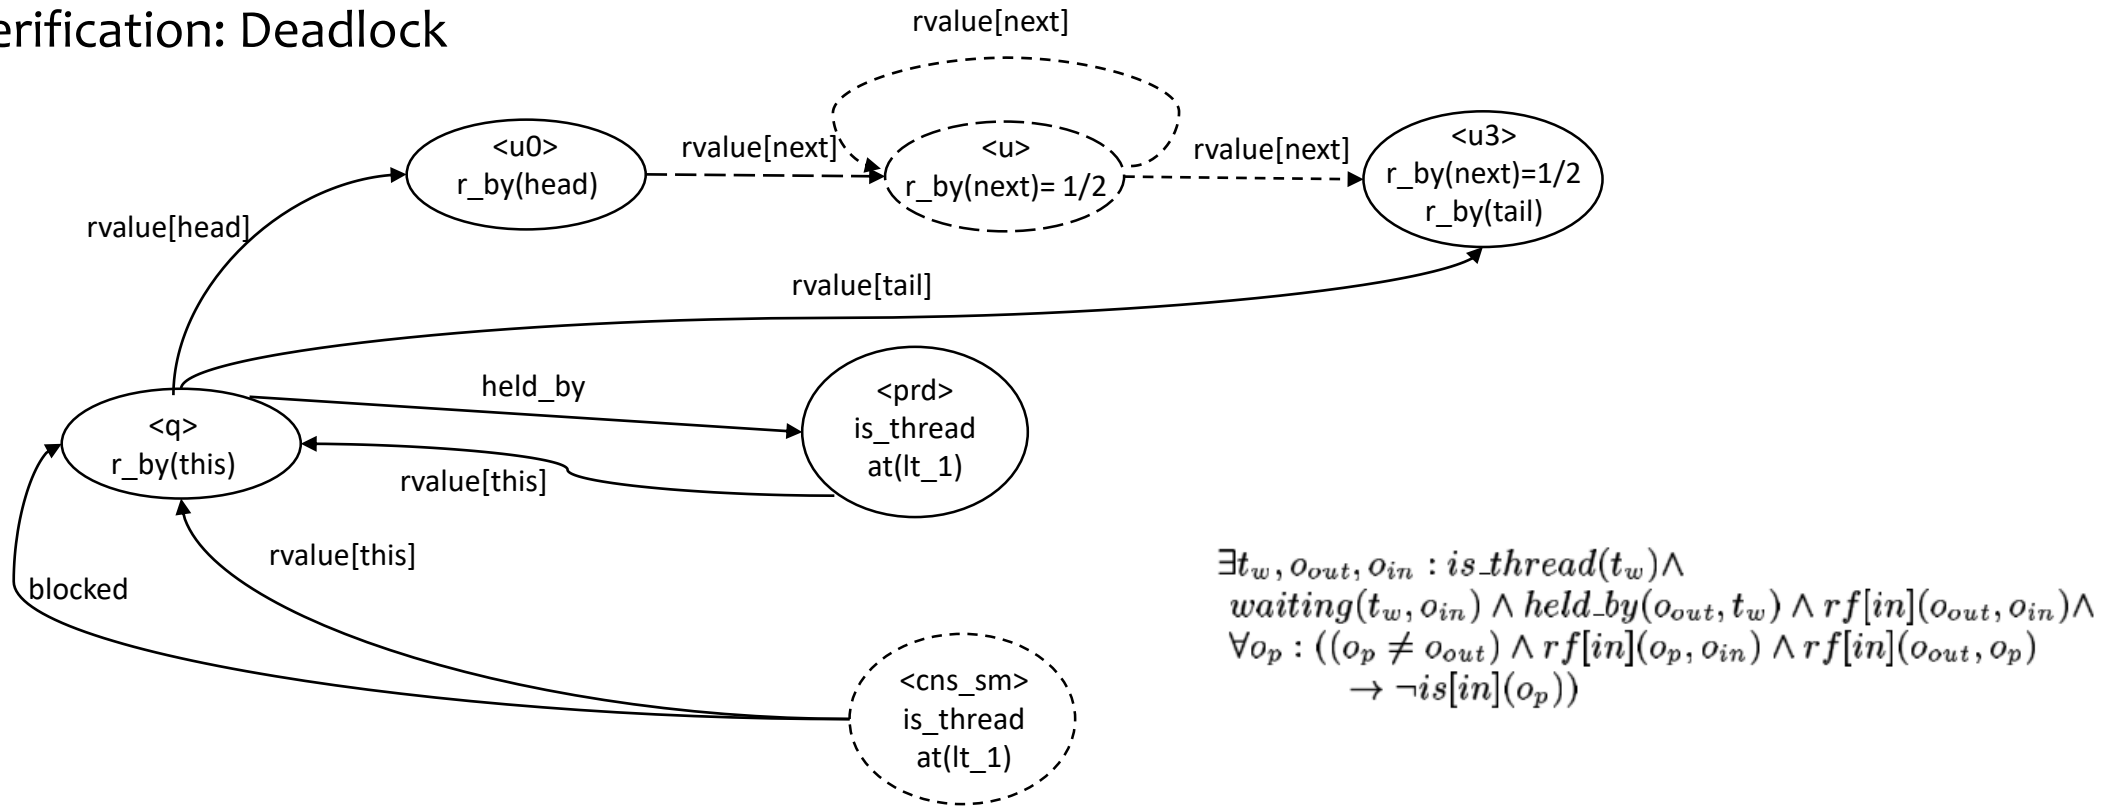 erification: Deadlock
rvalue[next]
<u0>
r_by(head)
rvalue[next]
<u>
r_by(next)= 1/2
rvalue[next]
<u3>
r_by(next)=1/2
r_by(tail)
rvalue[head]
rvalue[tail]
held_by
<prd>
is_thread
at(lt_1)
<q>
r_by(this)
rvalue[this]
rvalue[this]
blocked
<cns_sm>
is_thread
at(lt_1)
∃t_w, o_out, o_in : is_thread(t_w)∧
waiting(t_w, o_in) ∧ held_by(o_out, t_w) ∧ rf[in](o_out, o_in)∧
∀o_p : ((o_p ≠ o_out) ∧ rf[in](o_p, o_in) ∧ rf[in](o_out, o_p)
→ ¬is[in](o_p))